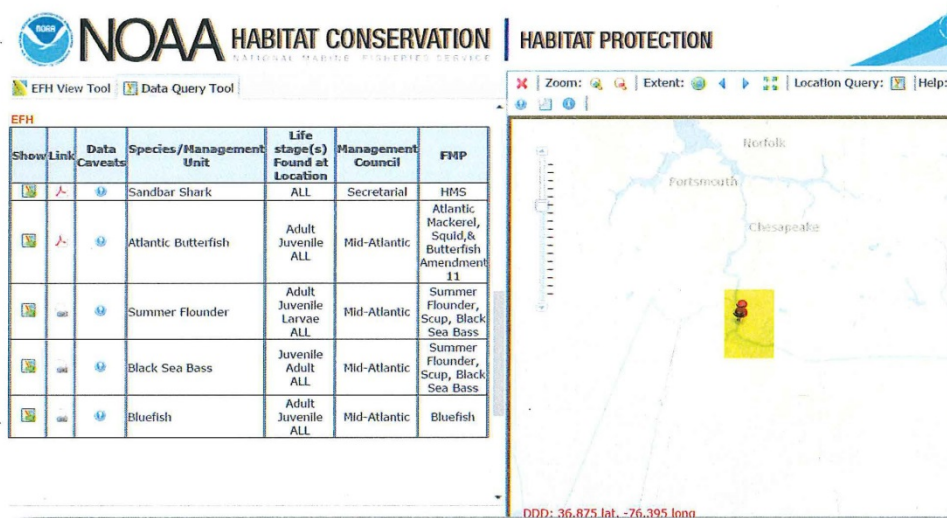 NOAA HABITAT CONSERVATION | HABITAT PROTECTION
NATIONAL MARINE FISHERIES SERVICE
EFH View Tool Data Query Tool
Zoom: Extent: Location Query: Help:
EFH
Show Link Data Caveats Species/Management Unit Life stage(s) Found at Location Management Council FMP
Sandbar Shark ALL Secretarial HMS
Atlantic Butterfish Adult Juvenile ALL Mid-Atlantic Atlantic Mackerel, Squid,& Butterfish Amendment 11
Summer Flounder Adult Juvenile Larvae ALL Mid-Atlantic Summer Flounder, Scup, Black Sea Bass
Black Sea Bass Juvenile Adult ALL Mid-Atlantic Summer Flounder, Scup, Black Sea Bass
Bluefish Adult Juvenile ALL Mid-Atlantic Bluefish
Norfolk
Portsmouth
Chesapeake
DDD: 36.875 lat, -76.395 long